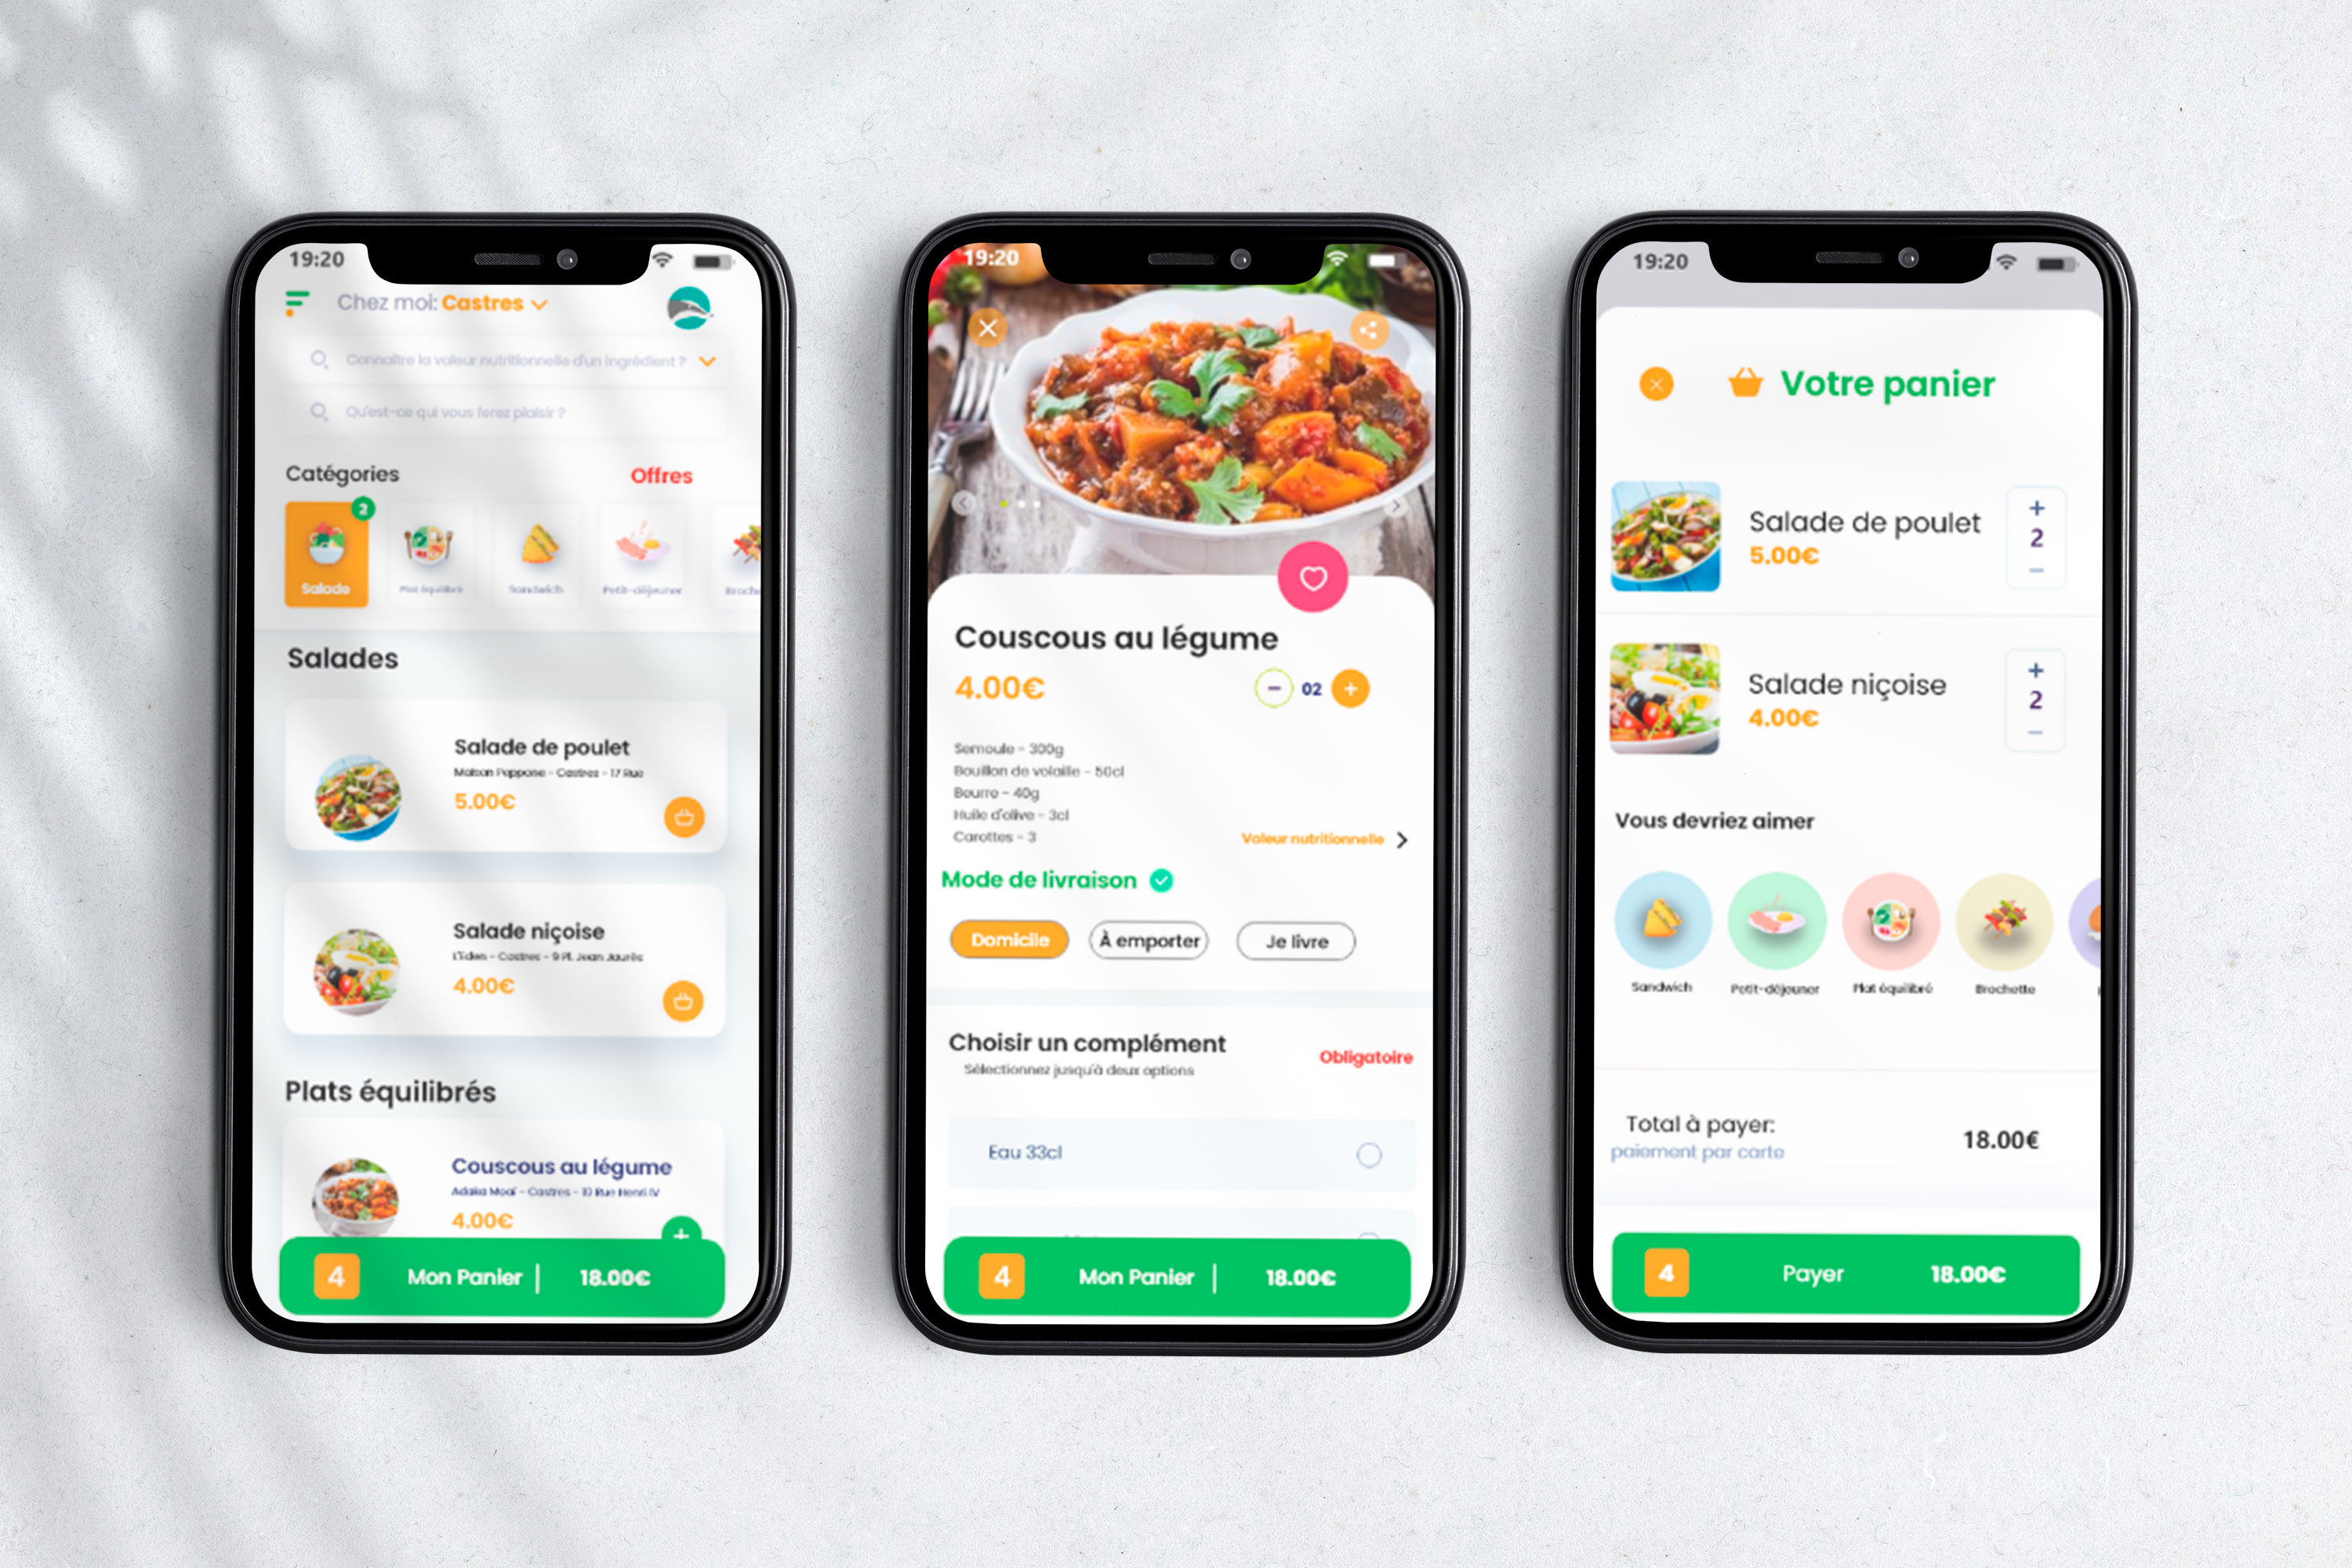 19:20
Chez moi: Castres
Connaître la valeur nutritionnelle d'un ingrédient ?
Qu'est-ce qui vous ferez plaisir ?
Catégories
Offres
2
Salade
Plat équilibré
Sandwich
Petit-déjeuner
Salades
Salade de poulet
Maison Peppone - Castres - 17 Rue
5.00€
Salade niçoise
L'Eden - Castres - 9 Pl. Jean Jaurès
4.00€
Plats équilibrés
Couscous au légume
Castres - 10 Rue Henri IV
4.00€
4 Mon Panier | 18.00€
19:20
Couscous au légume
4.00€
02
Semoule - 300g
Bouillon de volaille - 50cl
Beurre - 40g
Huile d'olive - 3cl
Carottes - 3
Valeur nutritionnelle
Mode de livraison
Domicile
À emporter
Je livre
Choisir un complément
Obligatoire
Sélectionnez jusqu'à deux options
Eau 33cl
4 Mon Panier | 18.00€
19:20
Votre panier
Salade de poulet
5.00€
+
2
-
Salade niçoise
4.00€
+
2
-
Vous devriez aimer
Sandwich
Petit-déjeuner
Plat équilibré
Brochette
Total à payer:
paiement par carte
18.00€
4 Payer 18.00€